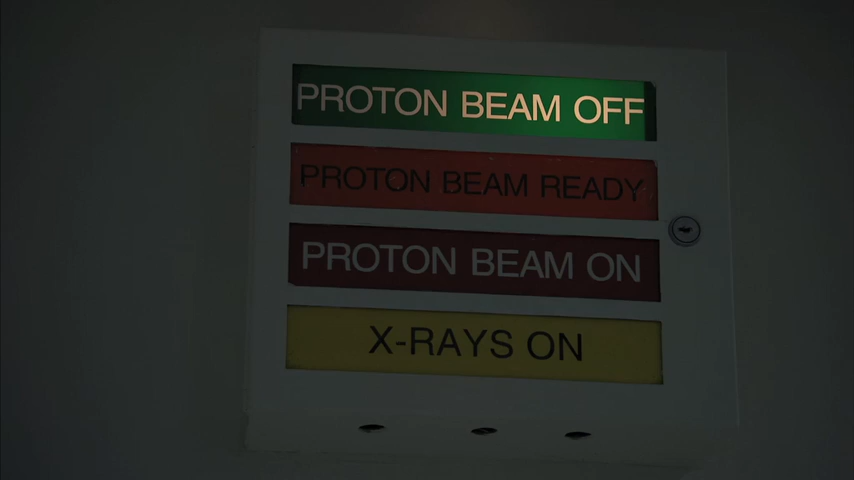 PROTON BEAM OFF
PROTON BEAM READY
PROTON BEAM ON
X-RAYS ON